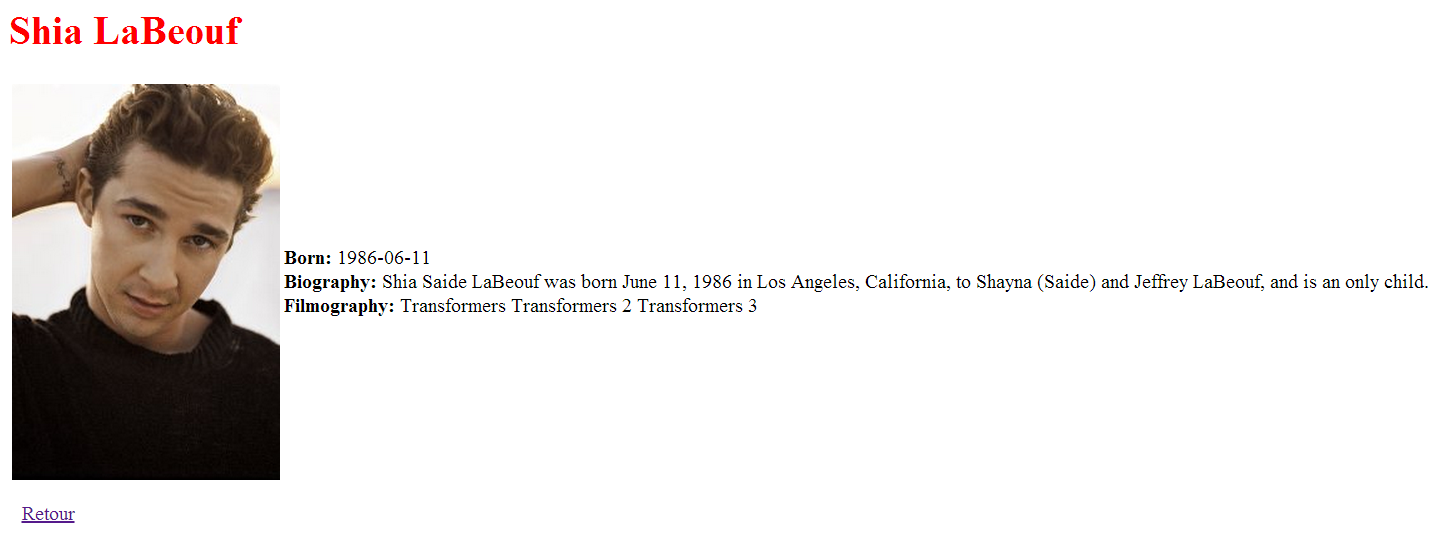 Shia LaBeouf
Born: 1986-06-11
Biography: Shia Saide LaBeouf was born June 11, 1986 in Los Angeles, California, to Shayna (Saide) and Jeffrey LaBeouf, and is an only child.
Filmography: Transformers Transformers 2 Transformers 3
Retour